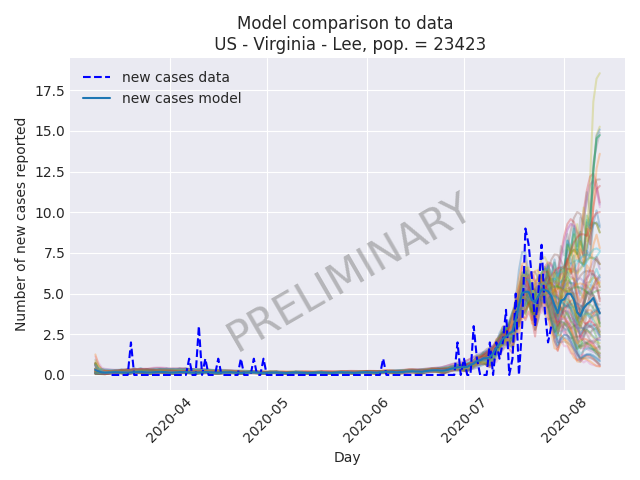 Model comparison to data
US - Virginia - Lee, pop. = 23423
new cases data
new cases model
17.5
15.0
12.5
10.0
7.5
5.0
2.5
0.0
Number of new cases reported
PRELIMINARY
2020-04
2020-05
2020-06
2020-07
2020-08
Day